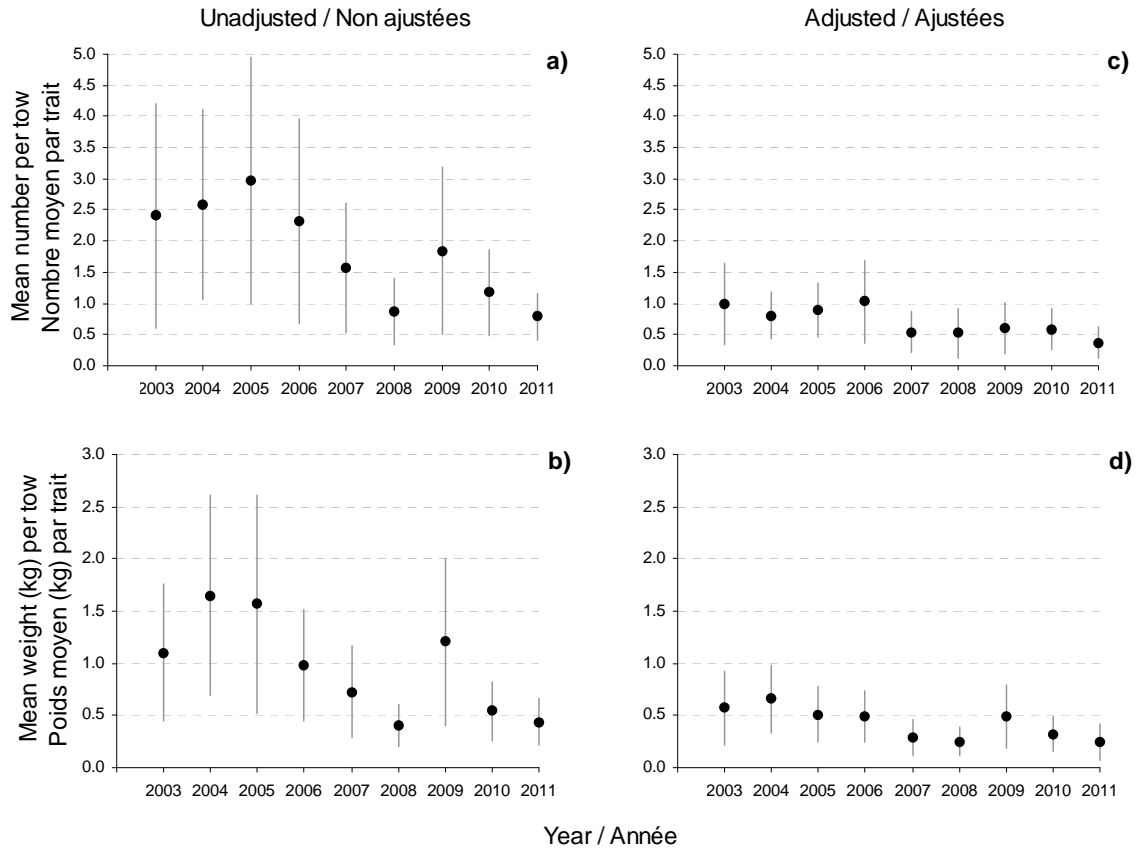 Unadjusted / Non ajustées
Adjusted / Ajustées
Mean number per tow
Nombre moyen par trait
a)
5.0
4.5
4.0
3.5
3.0
2.5
2.0
1.5
1.0
0.5
0.0
2003 2004 2005 2006 2007 2008 2009 2010 2011
c)
5.0
4.5
4.0
3.5
3.0
2.5
2.0
1.5
1.0
0.5
0.0
2003 2004 2005 2006 2007 2008 2009 2010 2011
Mean weight (kg) per tow
Poids moyen (kg) par trait
b)
3.0
2.5
2.0
1.5
1.0
0.5
0.0
2003 2004 2005 2006 2007 2008 2009 2010 2011
d)
3.0
2.5
2.0
1.5
1.0
0.5
0.0
2003 2004 2005 2006 2007 2008 2009 2010 2011
Year / Année